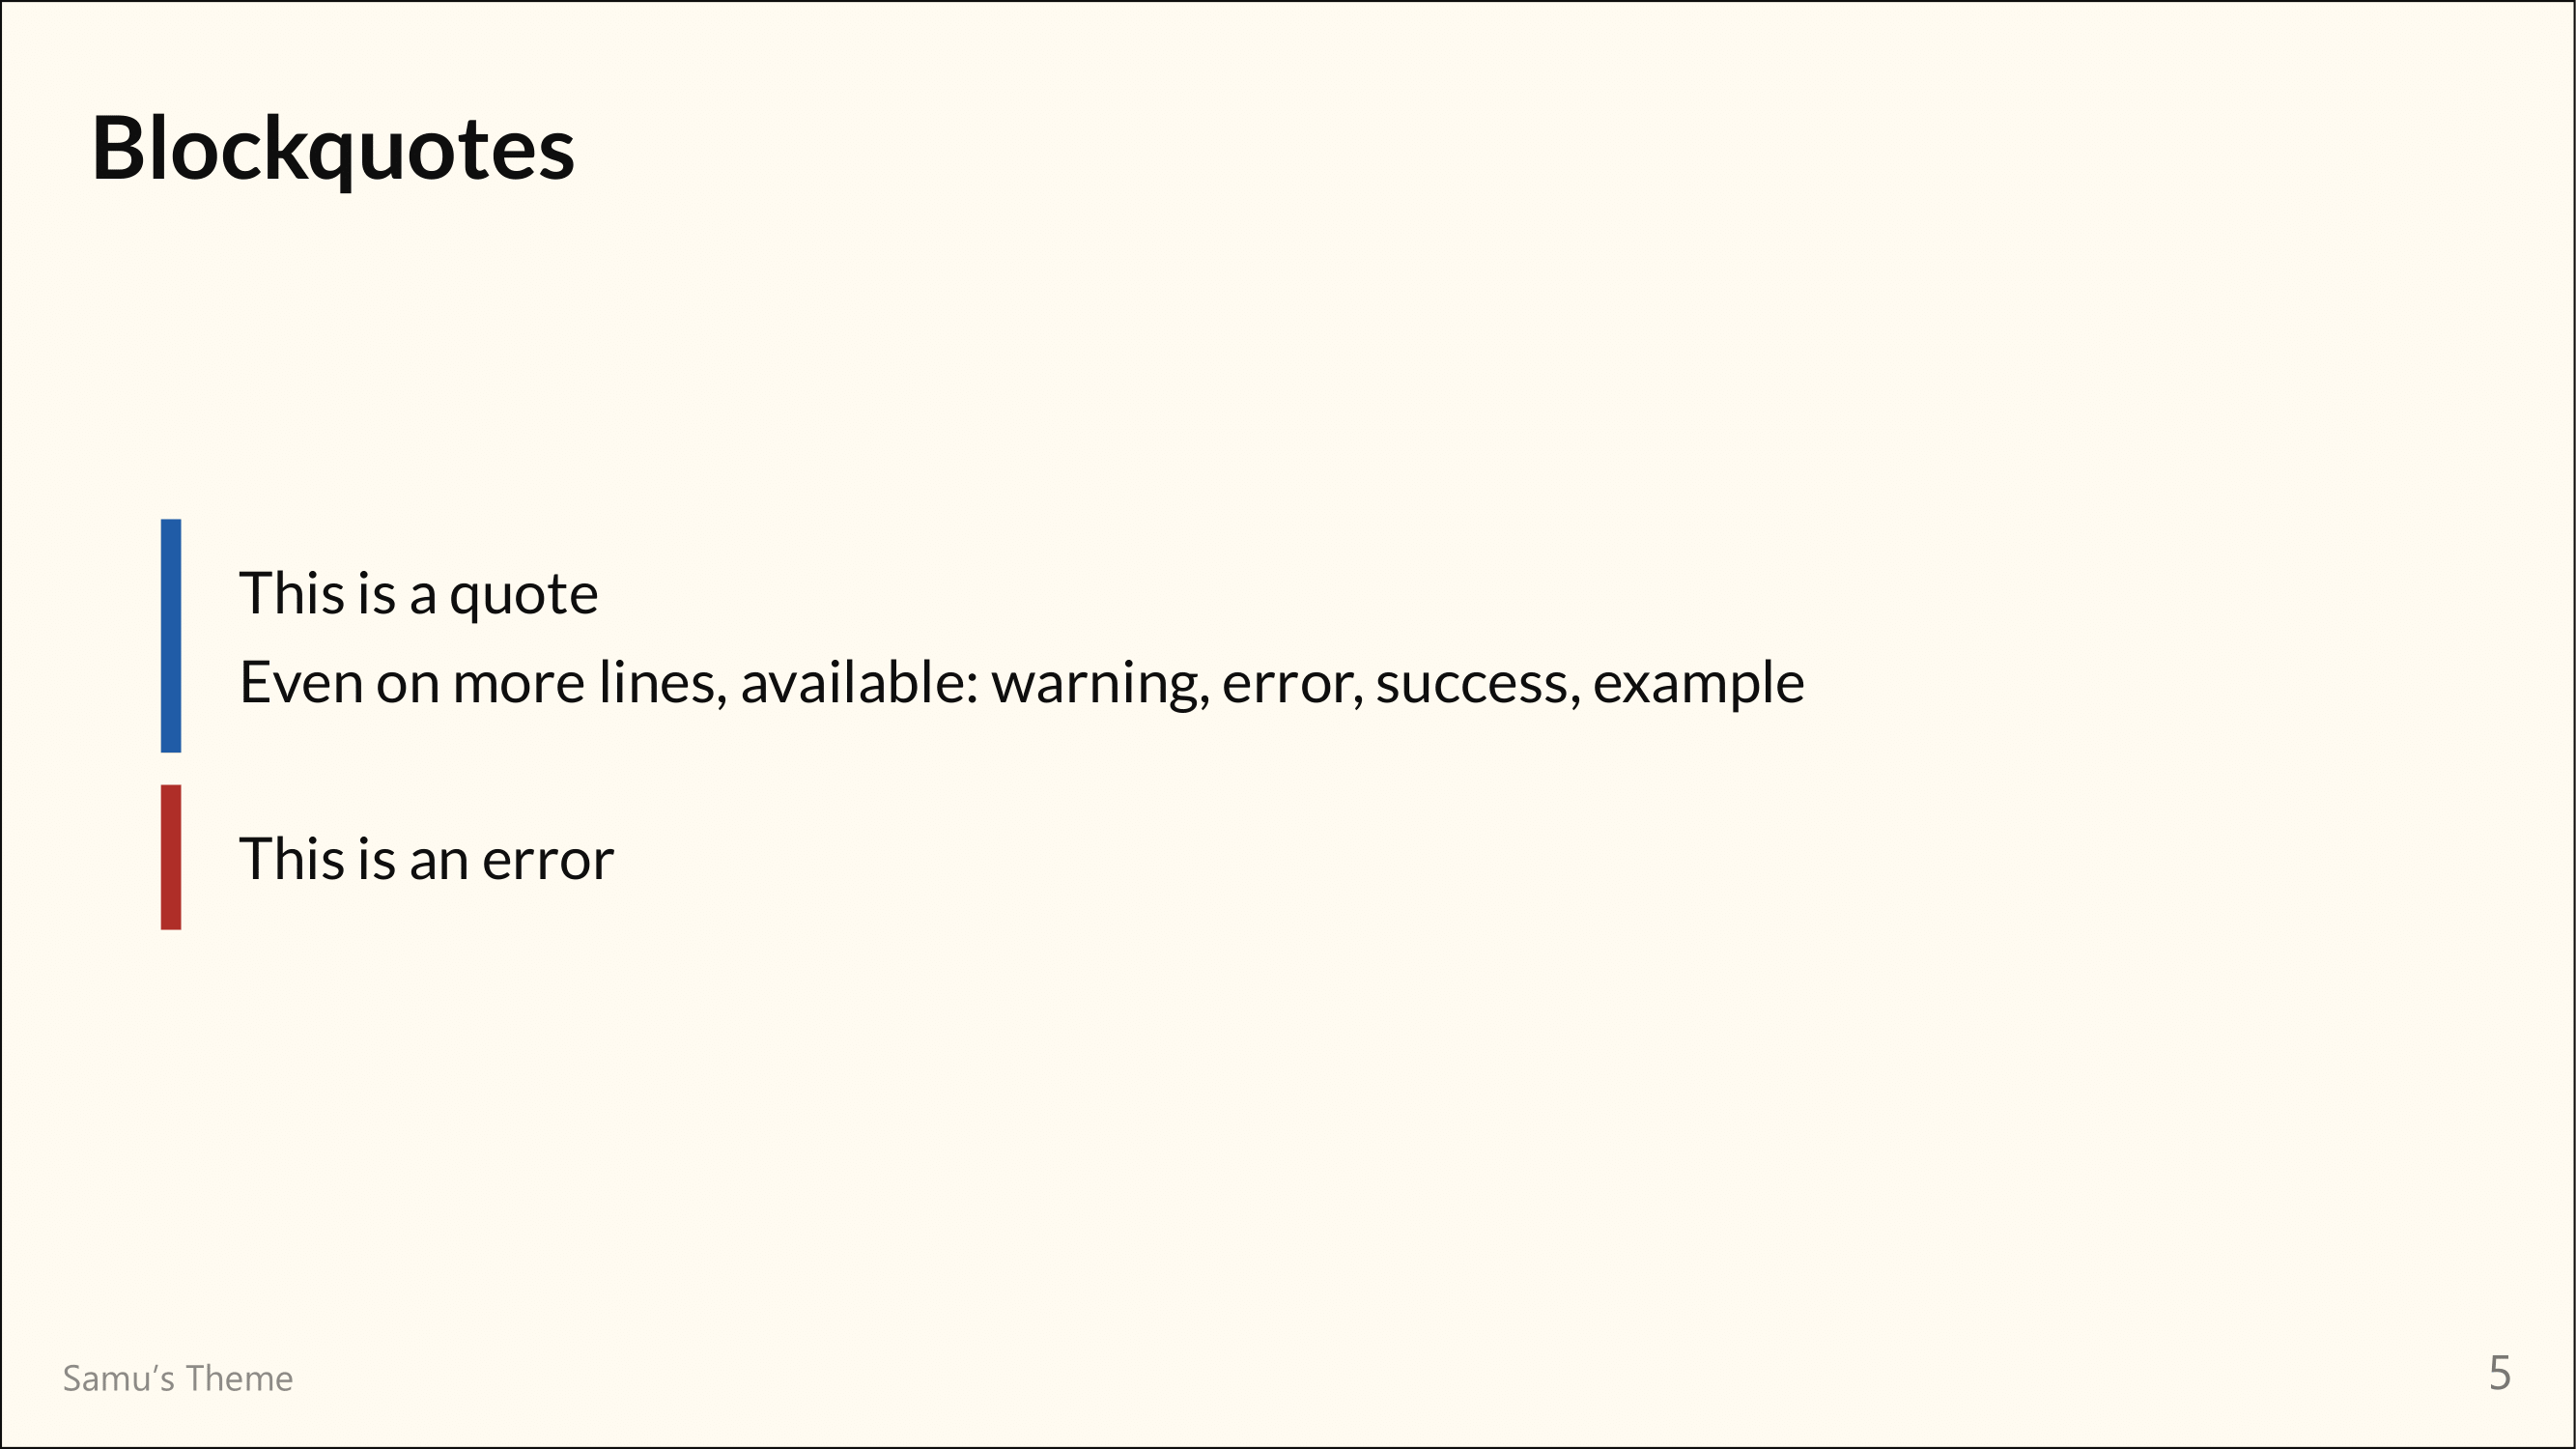 Blockquotes
This is a quote
Even on more lines, available: warning, error, success, example
This is an error
Samu‘s Theme
5